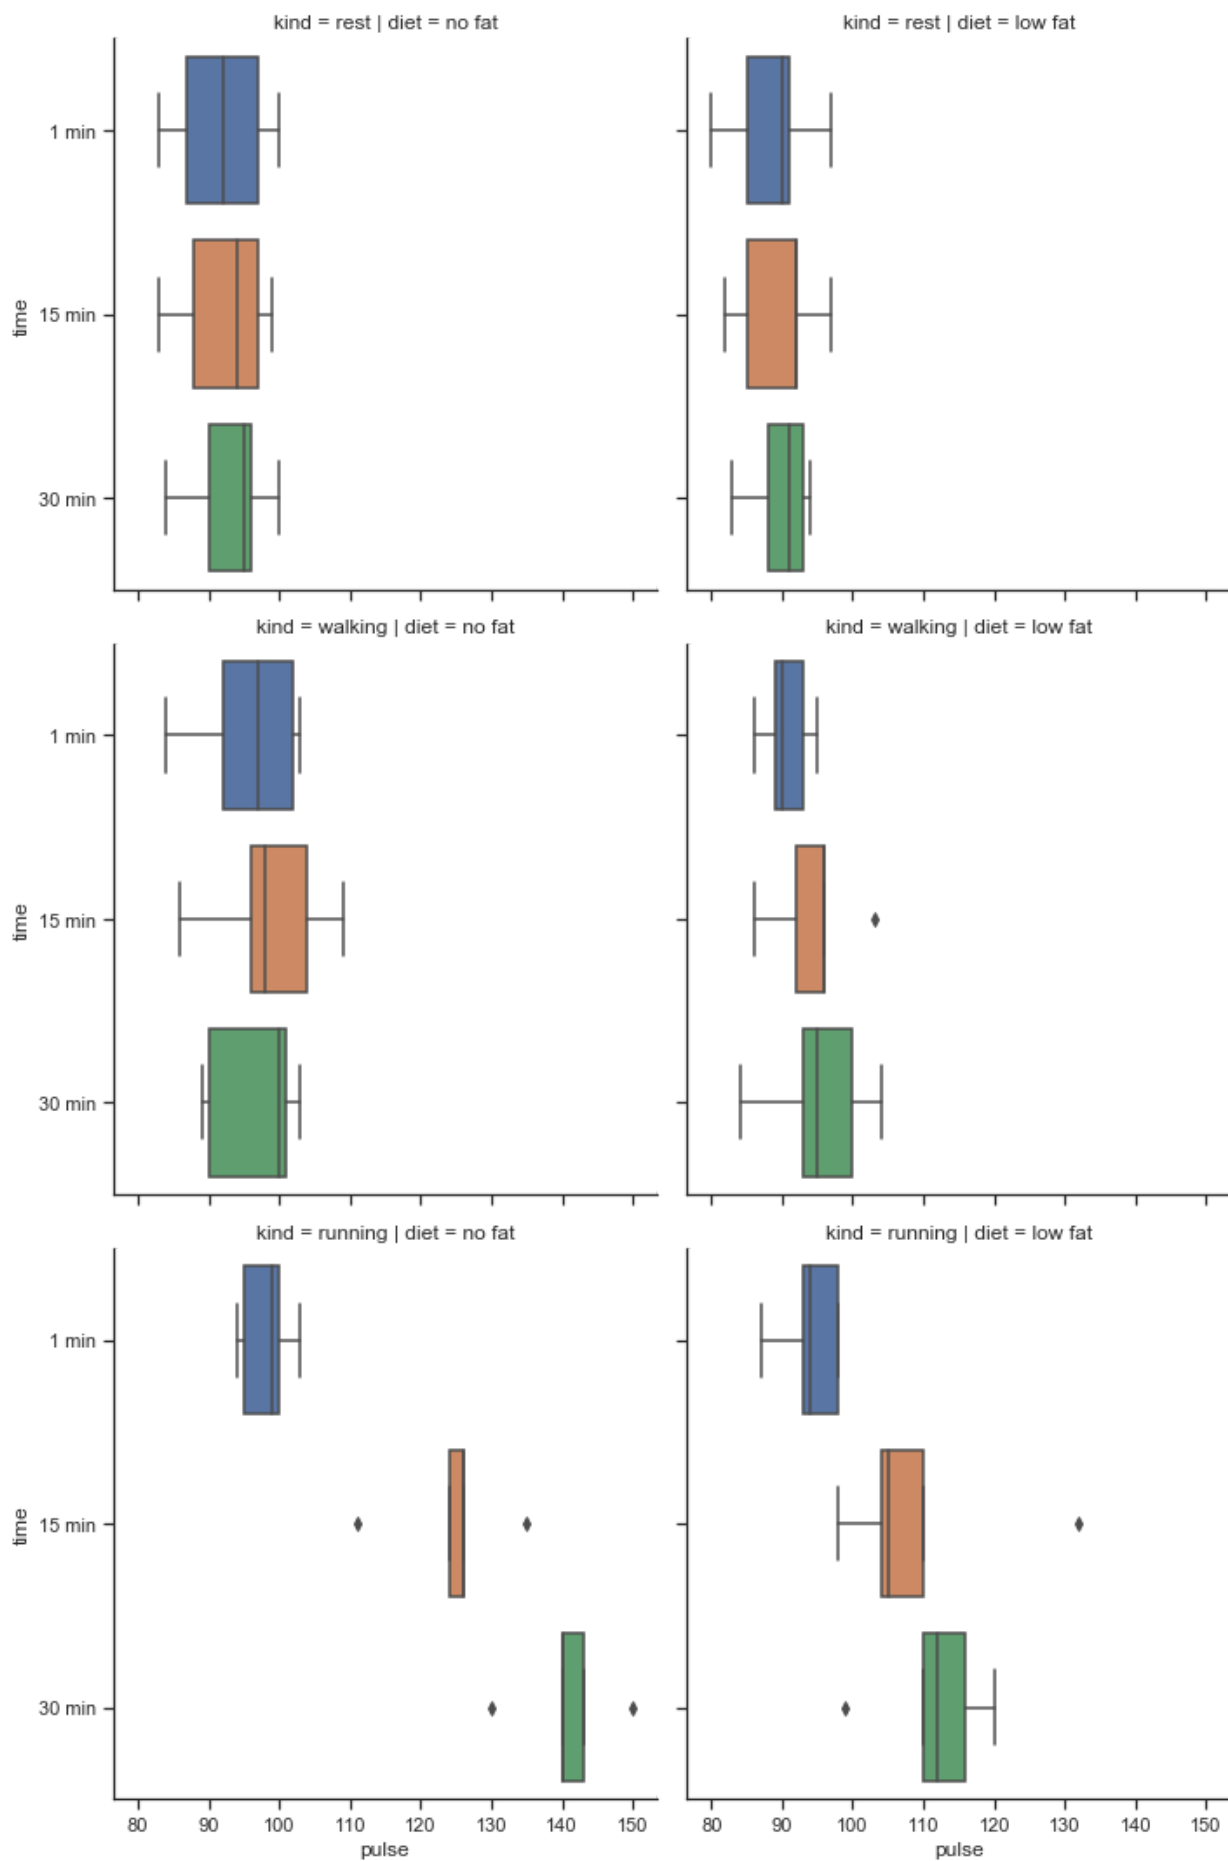 kind = rest | diet = no fat
kind = rest | diet = low fat
1 min
15 min
30 min
time
kind = walking | diet = no fat
kind = walking | diet = low fat
1 min
15 min
30 min
time
kind = running | diet = no fat
kind = running | diet = low fat
1 min
15 min
30 min
time
80 90 100 110 120 130 140 150
pulse
80 90 100 110 120 130 140 150
pulse